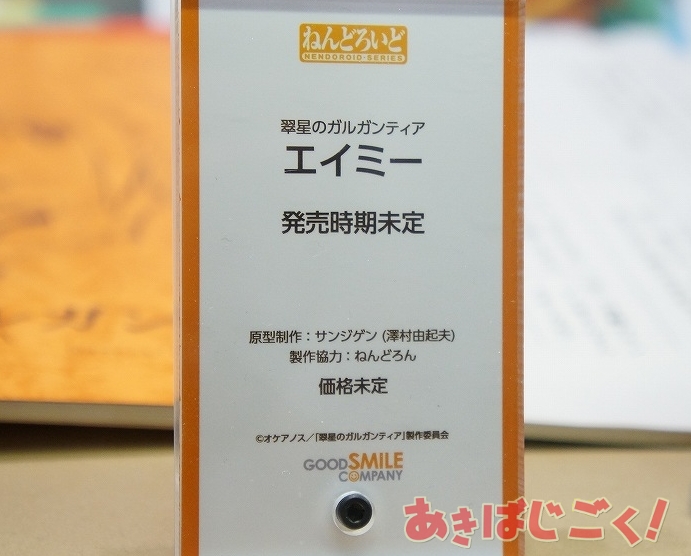 ねんどろいど
NENDOROID-SERIES
翠星のガルガンティア
エイミー
発売時期未定
原型制作：サンジゲン (澤村由起夫)
製作協力：ねんどろん
価格未定
©オケアノス／「翠星のガルガンティア」製作委員会
GOOD SMILE
COMPANY
あきばじごく！